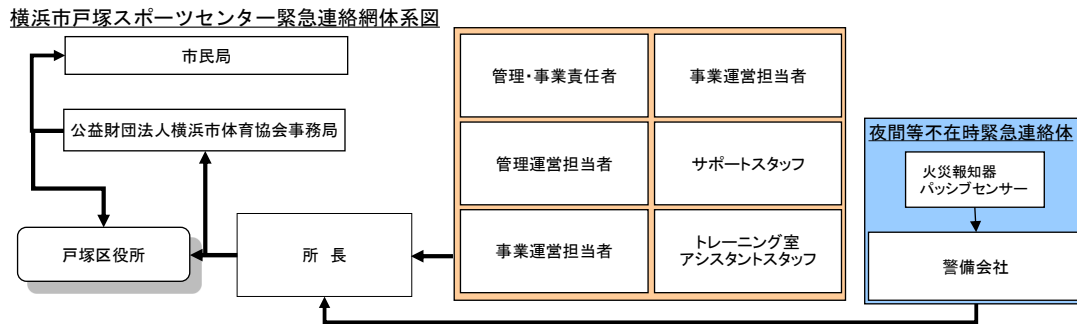 横浜市戸塚スポーツセンター緊急連絡網体系図
市民局
公益財団法人横浜市体育協会事務局
戸塚区役所
所 長
管理・事業責任者
事業運営担当者
管理運営担当者
サポートスタッフ
事業運営担当者
トレーニング室
アシスタントスタッフ
夜間等不在時緊急連絡体
火災報知器
パッシブセンサー
警備会社